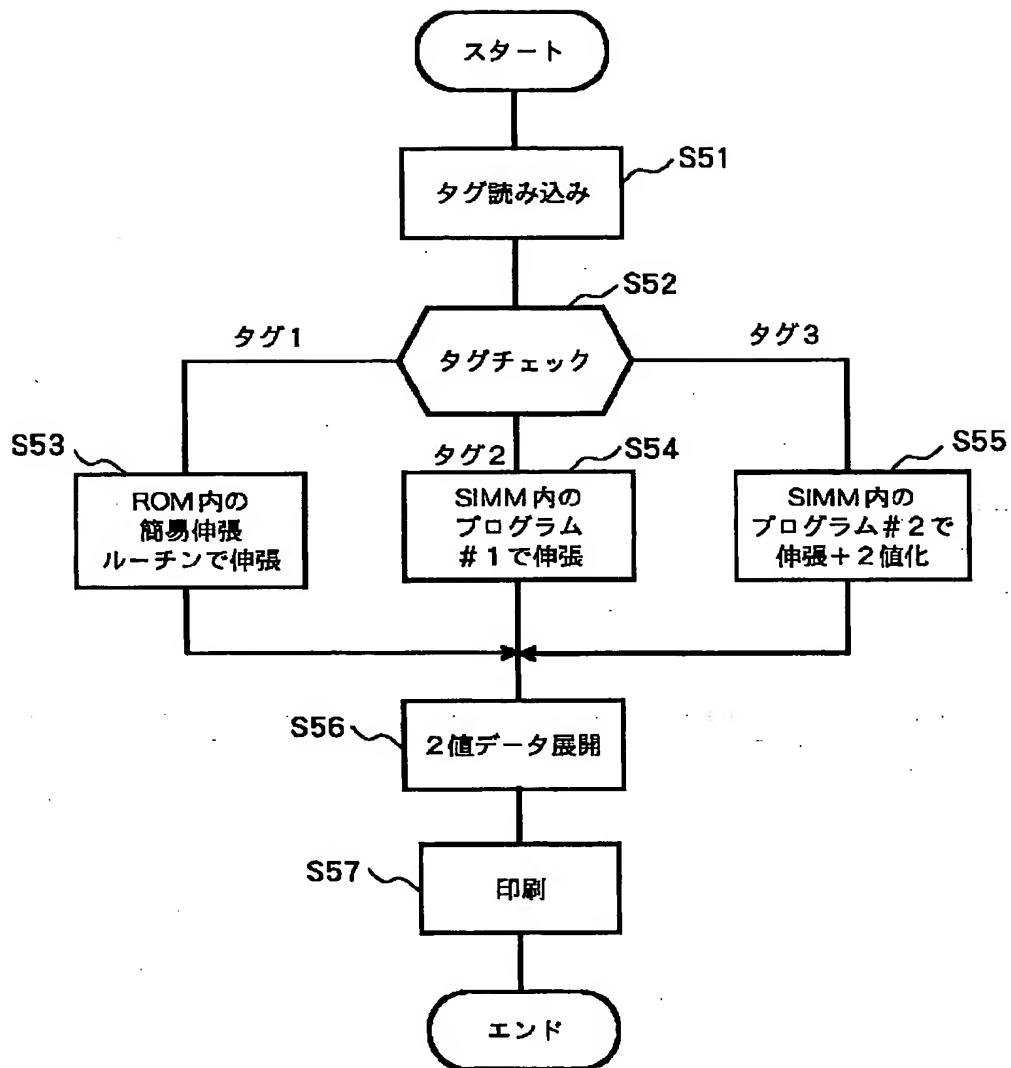 スタート
S51
タグ読み込み
S52
タグ1
タグチェック
タグ3
S53
タグ2
S54
S55
ROM内の
簡易伸張
ルーチンで伸張
SIMM内の
プログラム
#1で伸張
SIMM内の
プログラム#2で
伸張+2値化
S56
2値データ展開
S57
印刷
エンド